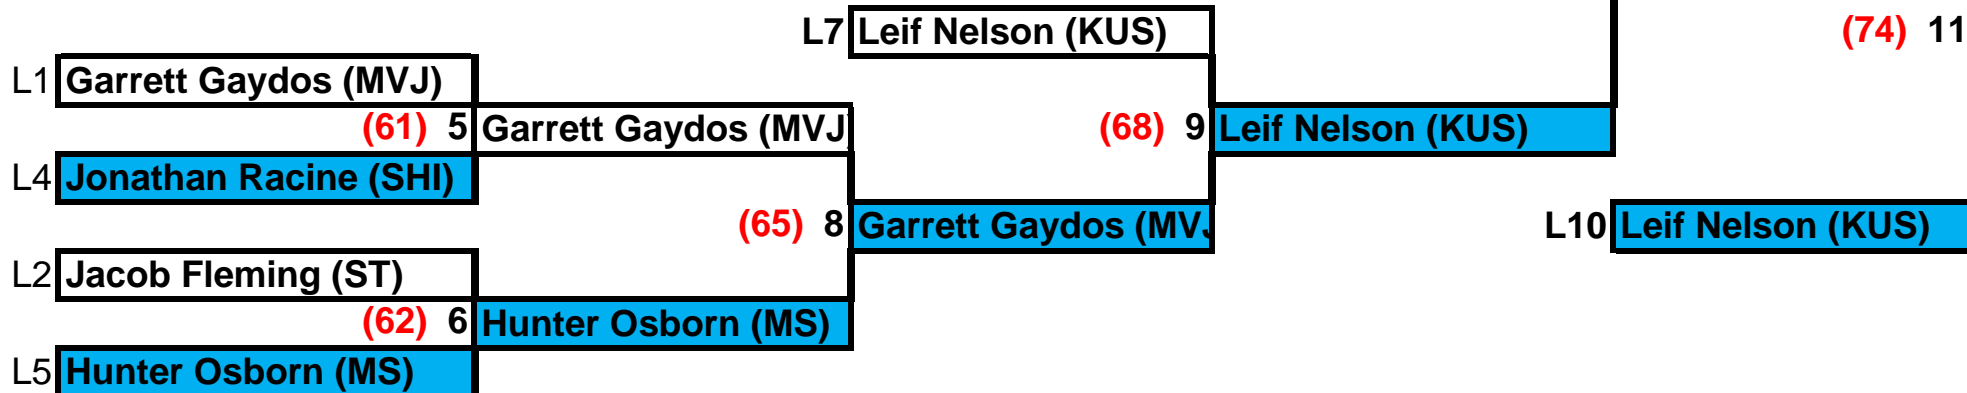 L7 Leif Nelson (KUS) (74) 11
L1 Garrett Gaydos (MVJ)
(61) 5 Garrett Gaydos (MVJ (68) 9 Leif Nelson (KUS)
L4 Jonathan Racine (SHI)
(65) 8 Garrett Gaydos (MVJ L10 Leif Nelson (KUS)
L2 Jacob Fleming (ST)
(62) 6 Hunter Osborn (MS)
L5 Hunter Osborn (MS)